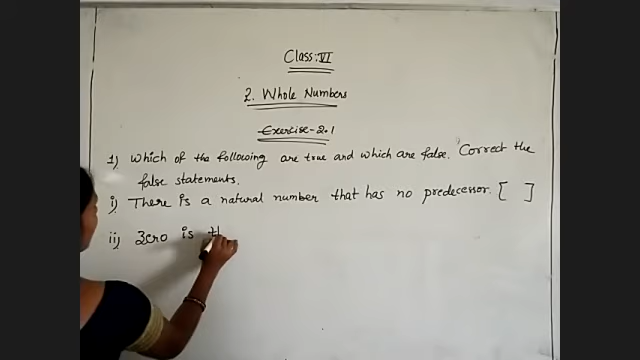 Class:VI
2. Whole Numbers
Exercise-2.1
1) Which of the following are true and which are false. Correct the
false statements.
i) There is a natural number that has no predecessor. [ ]
ii) Zero is th